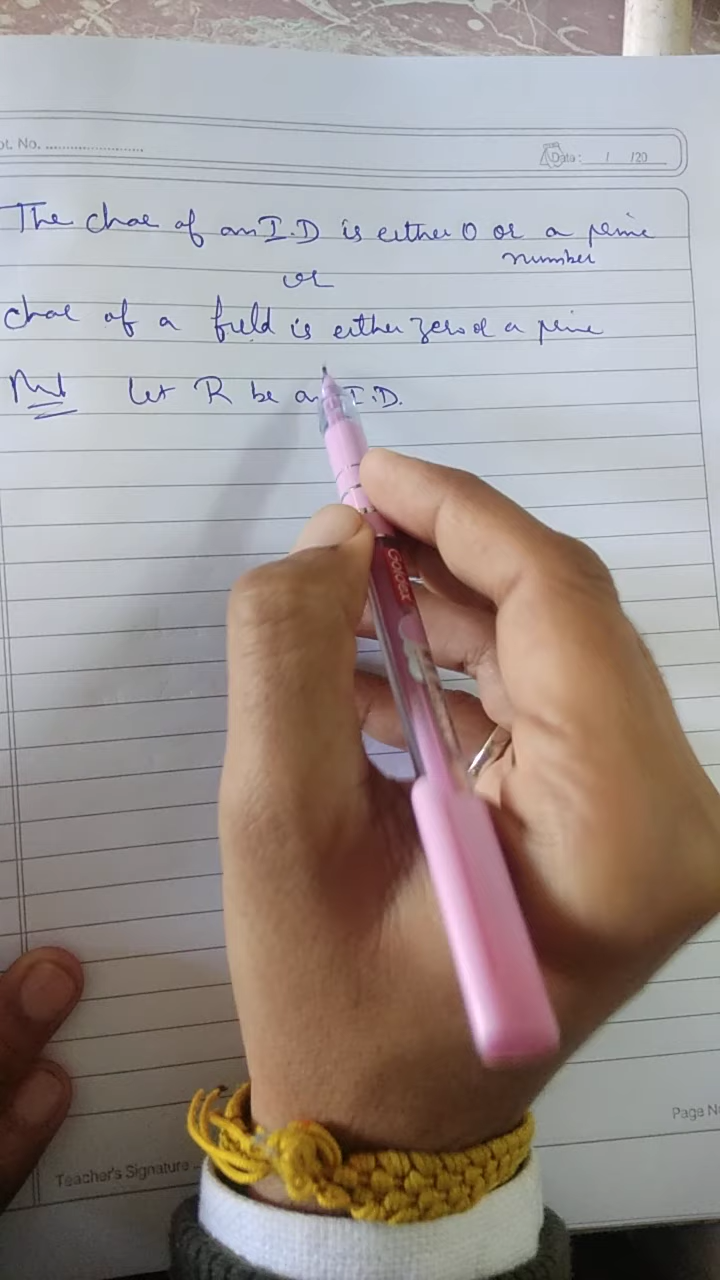 pt. No. ........................
Date: / /20
The char of an I.D is either 0 or a prime
number
or
char of a field is either zero or a prime
Let R be an I.D.
Golden
Teacher's Signature
Page N